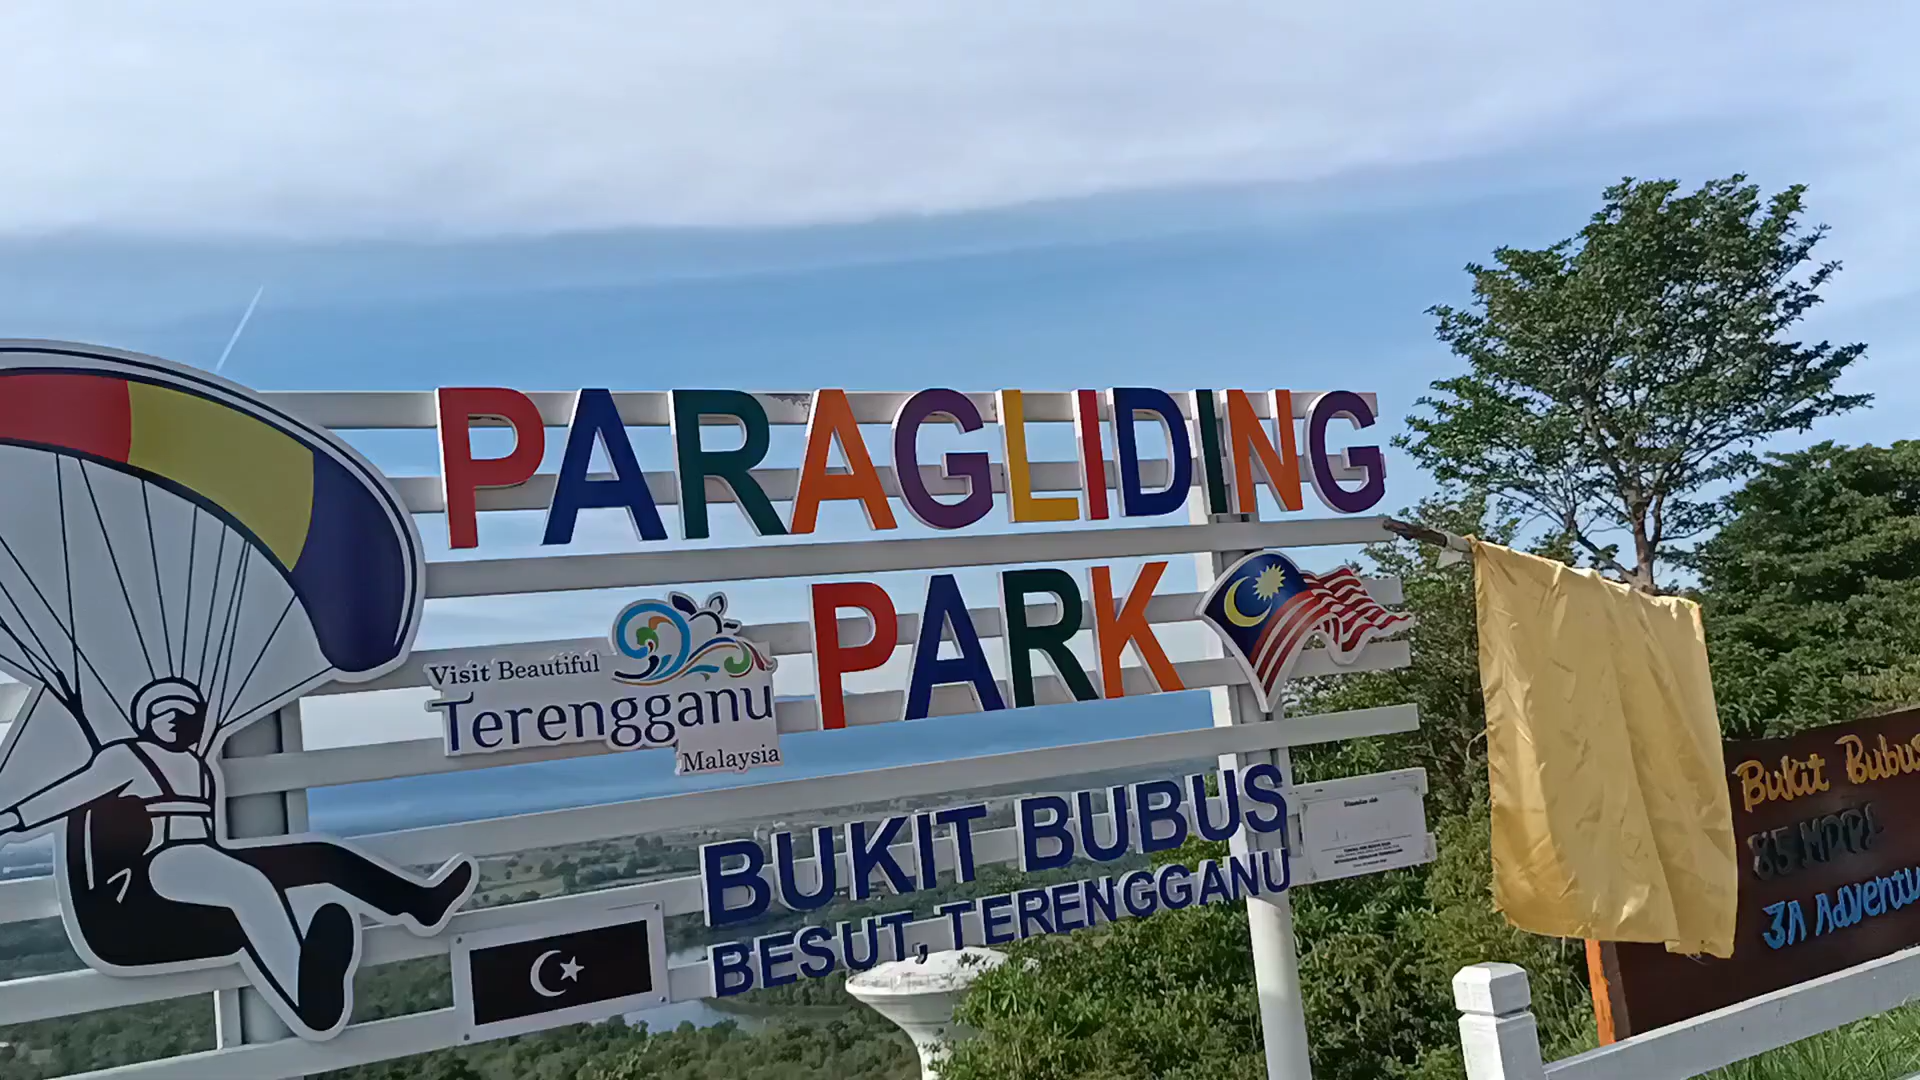 PARAGLIDING
PARK
Visit Beautiful
Terengganu
Malaysia
BUKIT BUBUS
BESUT, TERENGGANU
Bukit Bubus
85 MDPL
3A Adventu